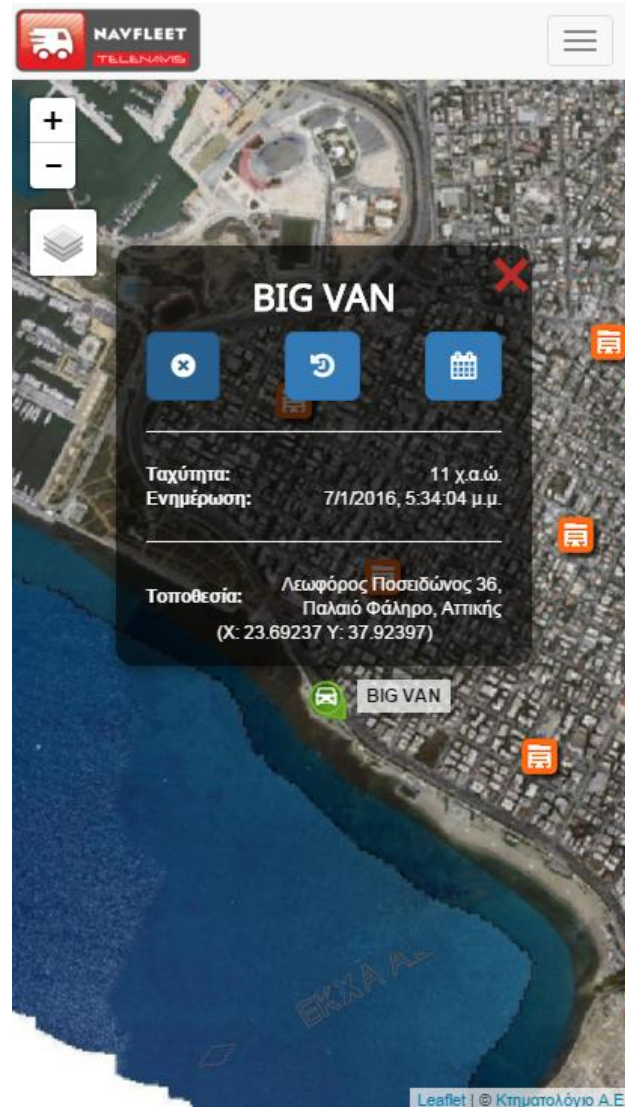 NAVFLEET
TELENAVIS
+
-
BIG VAN
Ταχύτητα: 11 χ.α.ώ.
Ενημέρωση: 7/1/2016, 5:34:04 μ.μ.
Τοποθεσία: Λεωφόρος Ποσειδώνος 36,
Παλαιό Φάληρο, Αττικής
(X: 23.69237 Y: 37.92397)
BIG VAN
ΕΚΧΑ Α
Leaflet | © Κτηματολόγιο Α.Ε